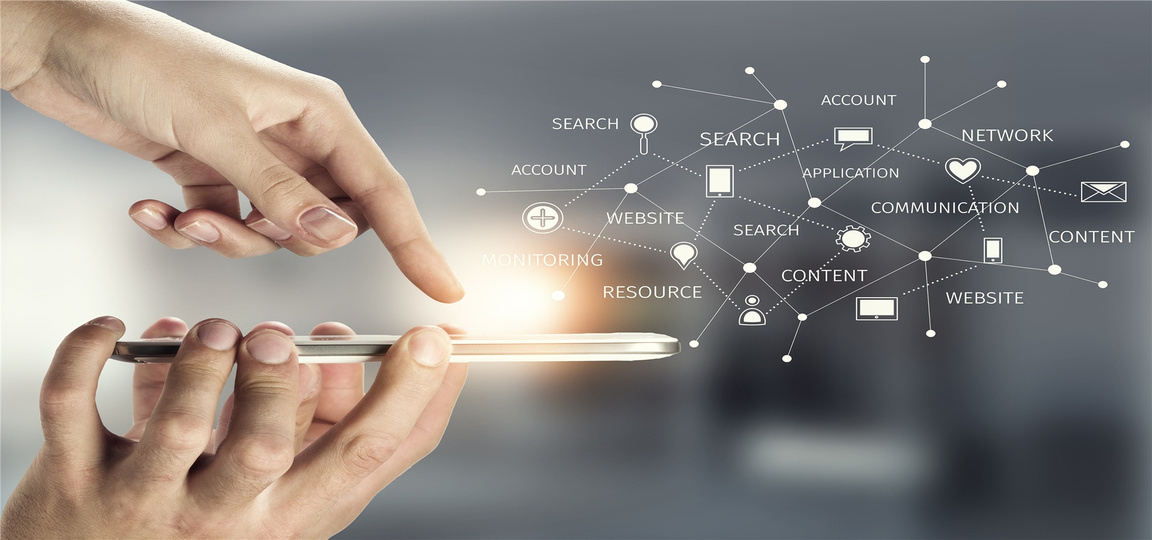 ACCOUNT
SEARCH
NETWORK
SEARCH
ACCOUNT
APPLICATION
COMMUNICATION
WEBSITE
SEARCH
CONTENT
MONITORING
CONTENT
RESOURCE
WEBSITE